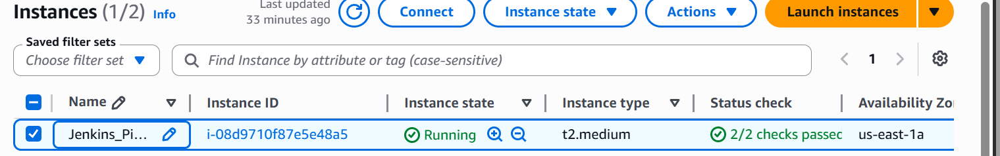 Instances (1/2) Info
Last updated
33 minutes ago
Connect
Instance state
Actions
Launch instances
Saved filter sets
Choose filter set
Find Instance by attribute or tag (case-sensitive)
1
Name Instance ID Instance state Instance type Status check Availability Zo
Jenkins_Pi... i-08d9710f87e5e48a5 Running t2.medium 2/2 checks passed us-east-1a